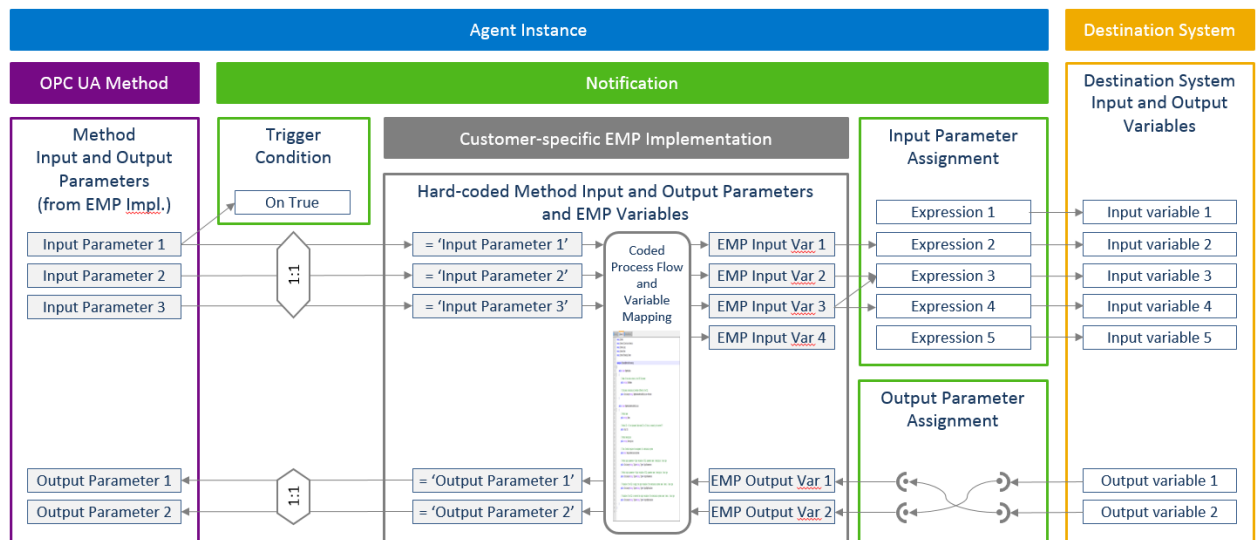 Agent Instance
Destination System
OPC UA Method
Notification
Destination System
Input and Output
Variables
Method
Input and Output
Parameters
(from EMP Impl.)
Trigger
Condition
On True
Customer-specific EMP Implementation
Input Parameter
Assignment
Hard-coded Method Input and Output Parameters
and EMP Variables
Coded
Process Flow
and
Variable
Mapping
Expression 1
Input variable 1
Input Parameter 1
= ‘Input Parameter 1’
EMP Input Var 1
Expression 2
Input variable 2
1:1
Input Parameter 2
= ‘Input Parameter 2’
EMP Input Var 2
Expression 3
Input variable 3
Input Parameter 3
= ‘Input Parameter 3’
EMP Input Var 3
Expression 4
Input variable 4
EMP Input Var 4
Expression 5
Input variable 5
Output Parameter
Assignment
Output Parameter 1
= ‘Output Parameter 1’
EMP Output Var 1
Output variable 1
1:1
Output Parameter 2
= ‘Output Parameter 2’
EMP Output Var 2
Output variable 2